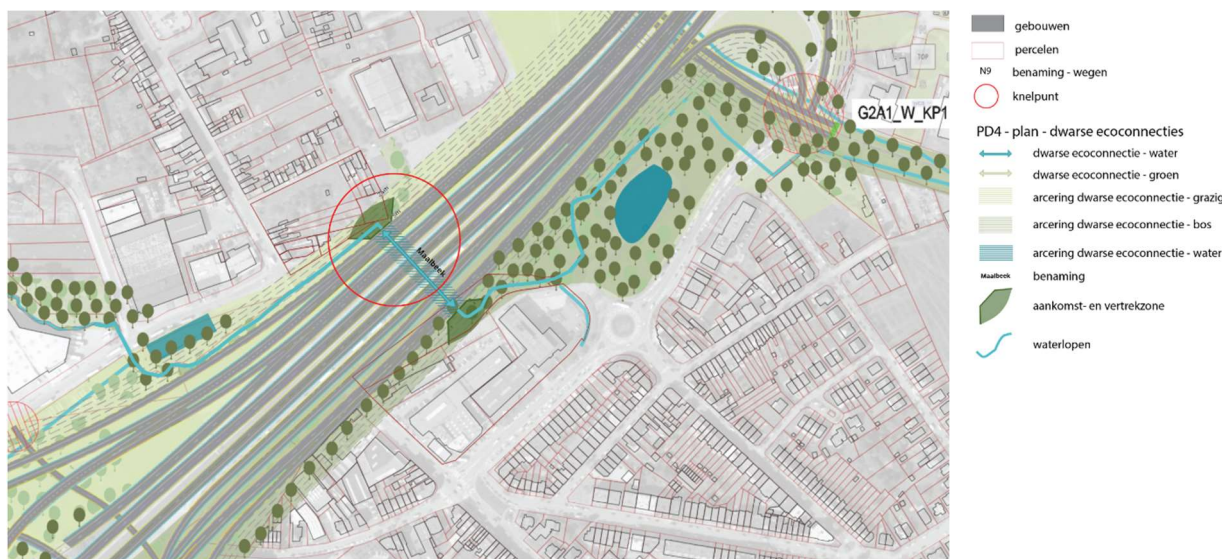 G2A1_W_KP1
TOP
Maalbeek
gebouwen
percelen
N9 benaming - wegen
knelpunt
PD4 - plan - dwarse ecoconnecties
dwarse ecoconnectie - water
dwarse ecoconnectie - groen
arcering dwarse ecoconnectie - grazig
arcering dwarse ecoconnectie - bos
arcering dwarse ecoconnectie - water
Maalbeek benaming
aankomst- en vertrekzone
waterlopen